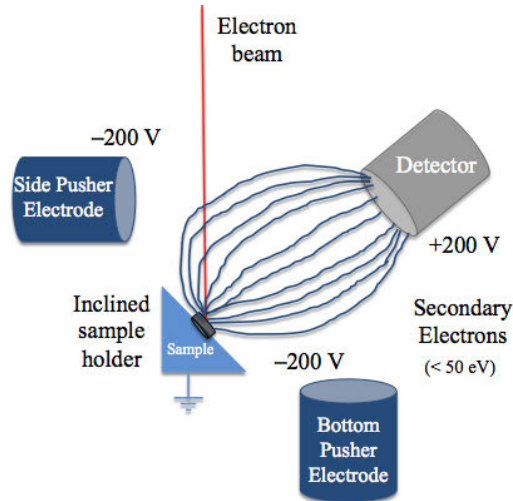 Electron
beam
–200 V
Side Pusher
Electrode
Detector
+200 V
Inclined
sample
holder
Sample
Secondary
Electrons
(< 50 eV)
–200 V
Bottom
Pusher
Electrode